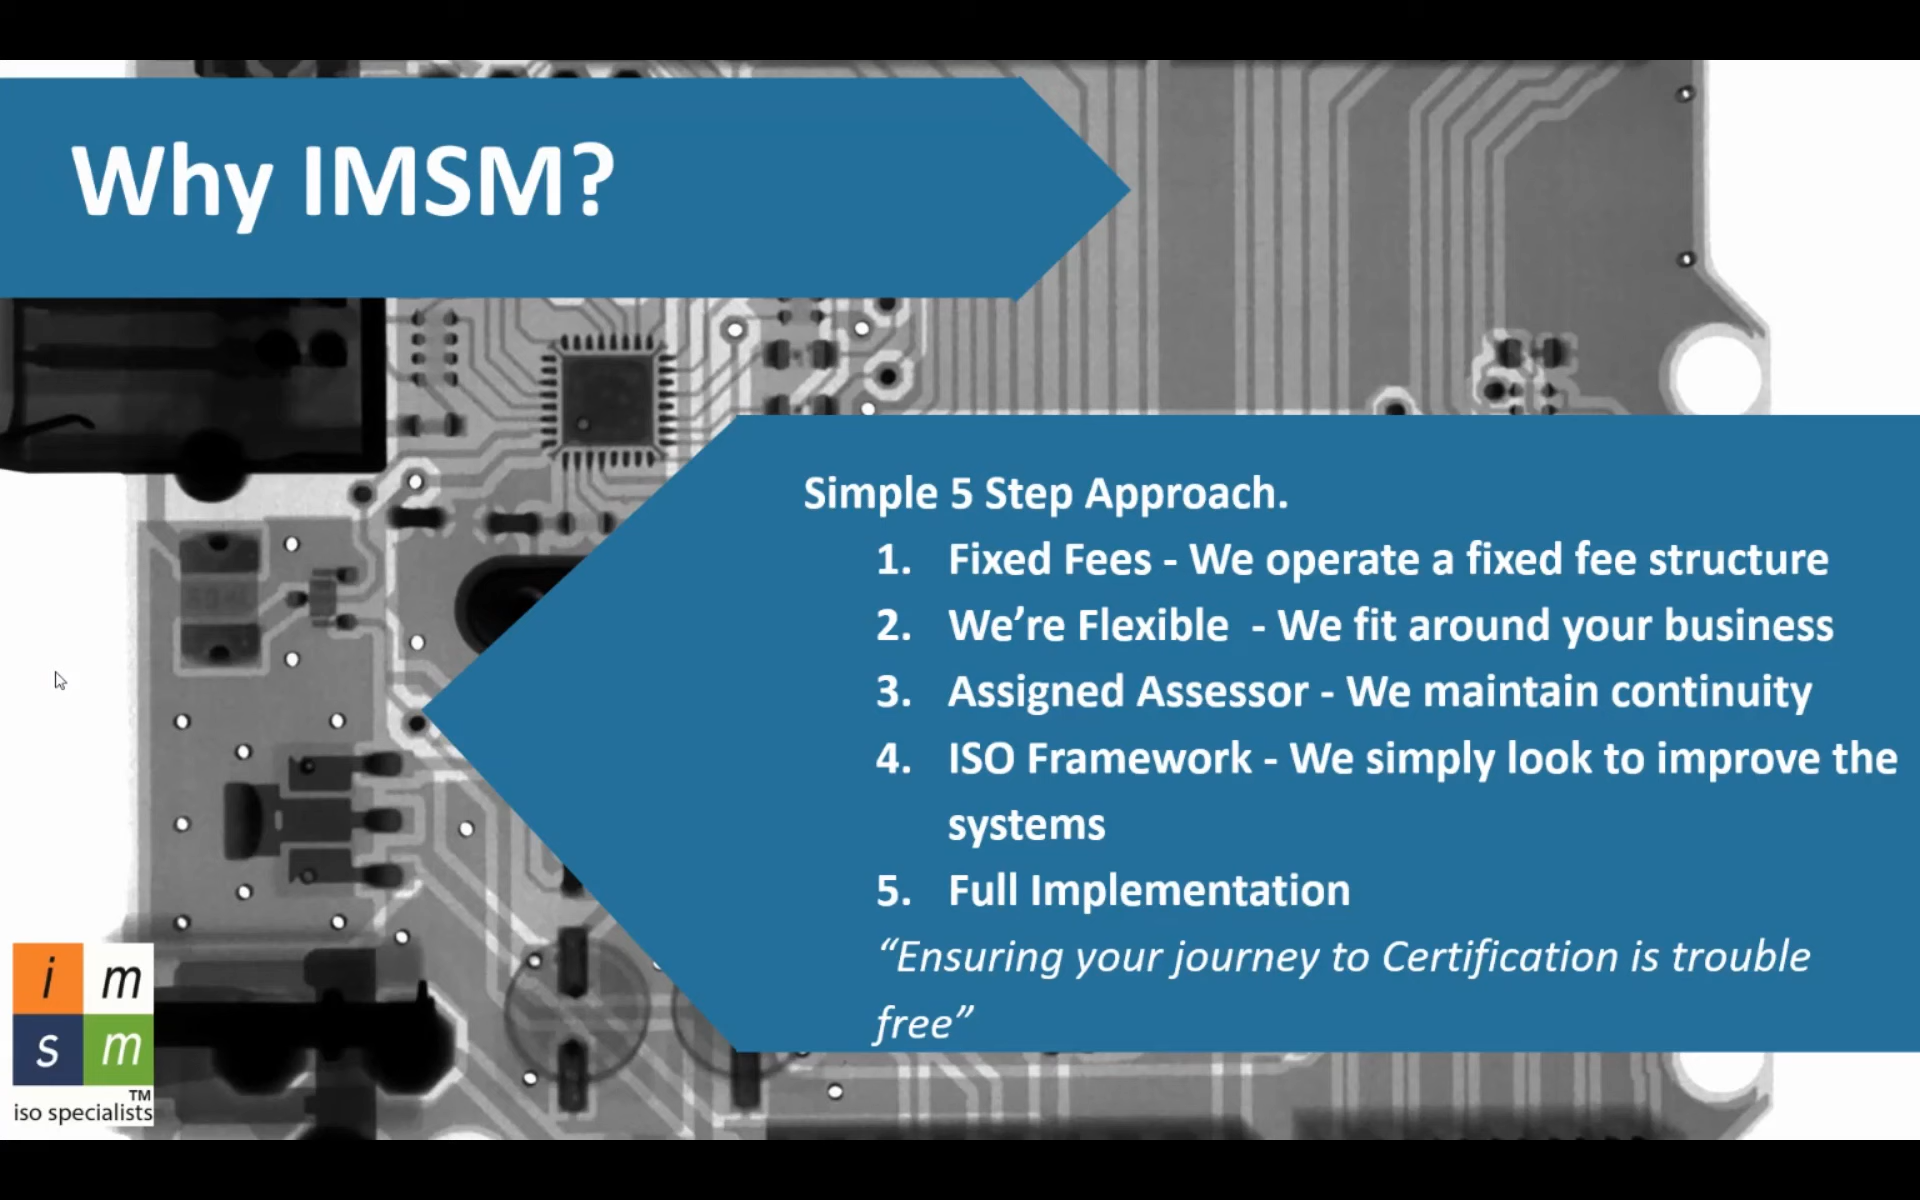 Why IMSM?
Simple 5 Step Approach.
1. Fixed Fees - We operate a fixed fee structure
2. We’re Flexible  - We fit around your business
3. Assigned Assessor - We maintain continuity
4. ISO Framework - We simply look to improve the
systems
5. Full Implementation
“Ensuring your journey to Certification is trouble
free”
i m
s m
TM
iso specialists